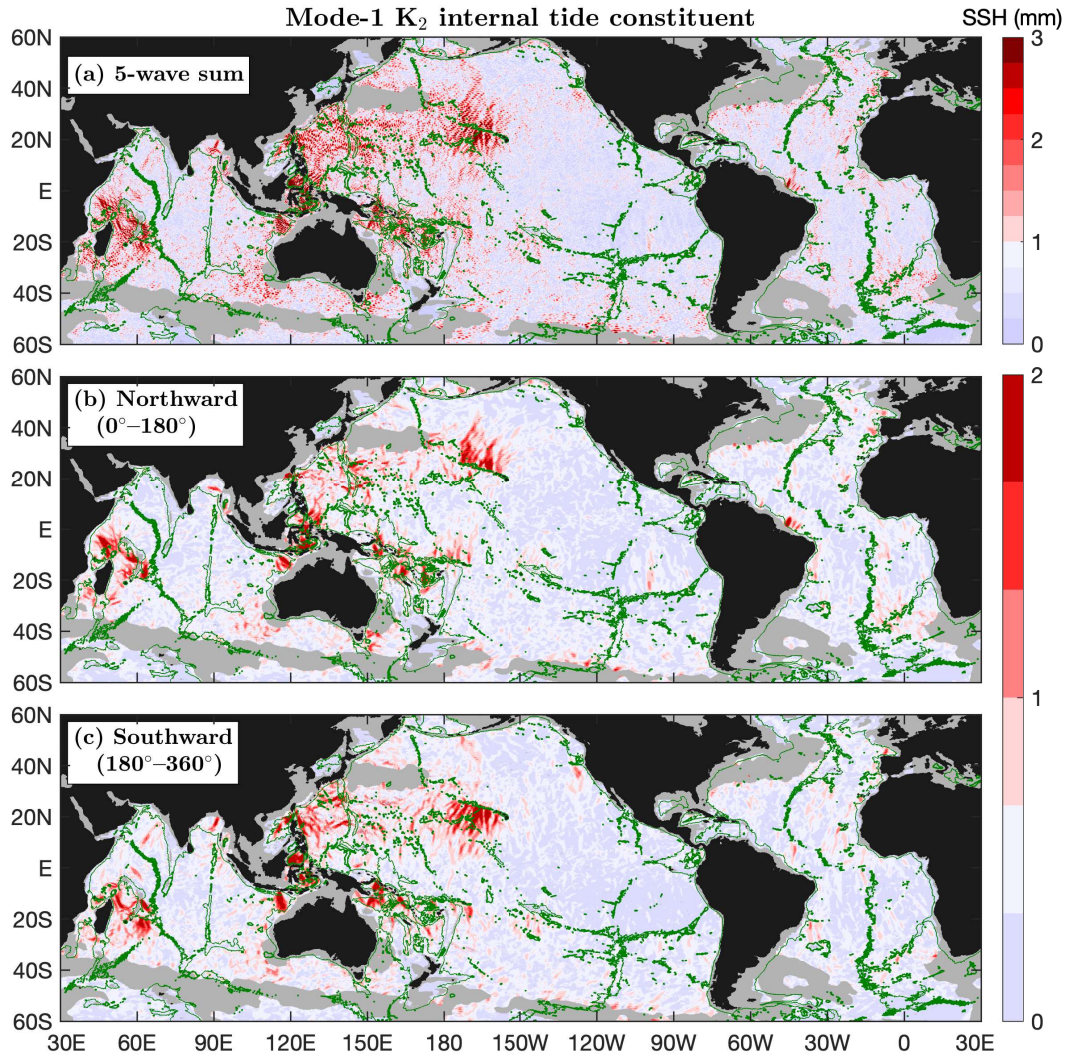 Mode-1 K₂ internal tide constituent
SSH (mm)
60N
40N
20N
E
20S
40S
60S
(a) 5-wave sum
3
2
1
0
60N
40N
20N
E
20S
40S
60S
(b) Northward
(0°–180°)
2
1
0
60N
40N
20N
E
20S
40S
60S
(c) Southward
(180°–360°)
30E 60E 90E 120E 150E 180 150W 120W 90W 60W 30W 0 30E